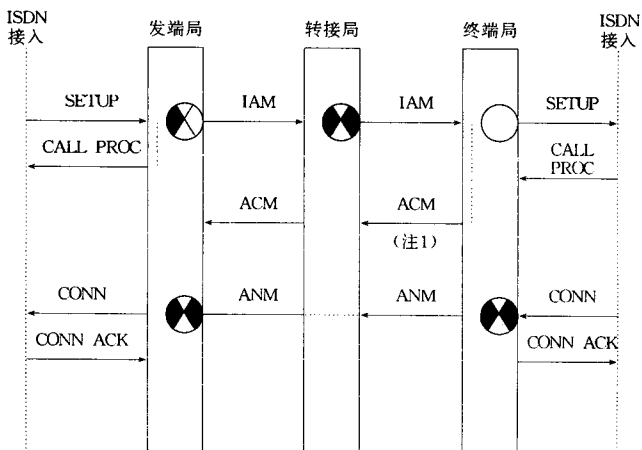 ISDN
接入
发端局
转接局
终端局
ISDN
接入
SETUP
IAM
IAM
SETUP
CALL PROC
CALL
PROC
ACM
ACM
(注1)
CONN
ANM
ANM
CONN
CONN ACK
CONN ACK